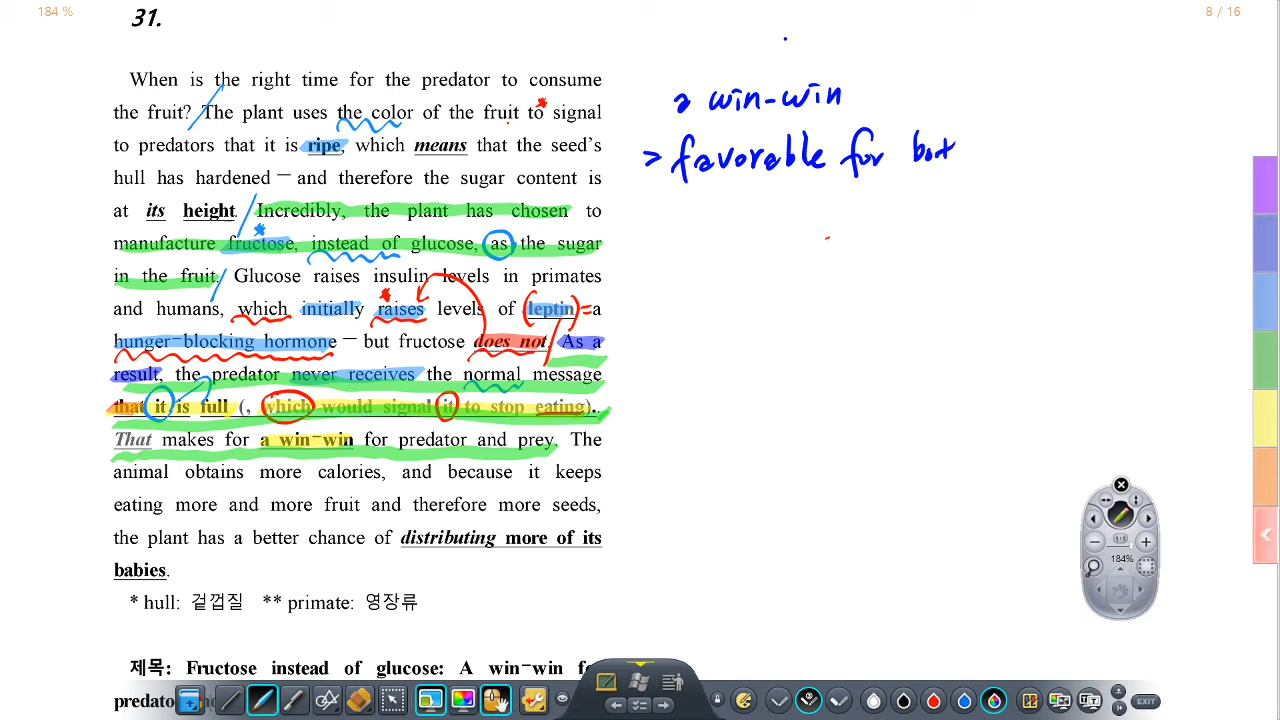 184 %
8 / 16
31.
When is the right time for the predator to consume
the fruit? The plant uses the color of the fruit to signal
to predators that it is ripe, which means that the seed's
hull has hardened — and therefore the sugar content is
at its height. Incredibly, the plant has chosen to
manufacture fructose, instead of glucose, as the sugar
in the fruit. Glucose raises insulin levels in primates
and humans, which initially raises levels of (leptin) = a
hunger-blocking hormone — but fructose does not. As a
result, the predator never receives the normal message
that it is full (, which would signal it to stop eating).
That makes for a win-win for predator and prey. The
animal obtains more calories, and because it keeps
eating more and more fruit and therefore more seeds,
the plant has a better chance of distributing more of its
babies.
* hull: 겉껍질 ** primate: 영장류
제목: Fructose instead of glucose: A win-win
win-win
> favorable for bot
184%
1:1
EXIT